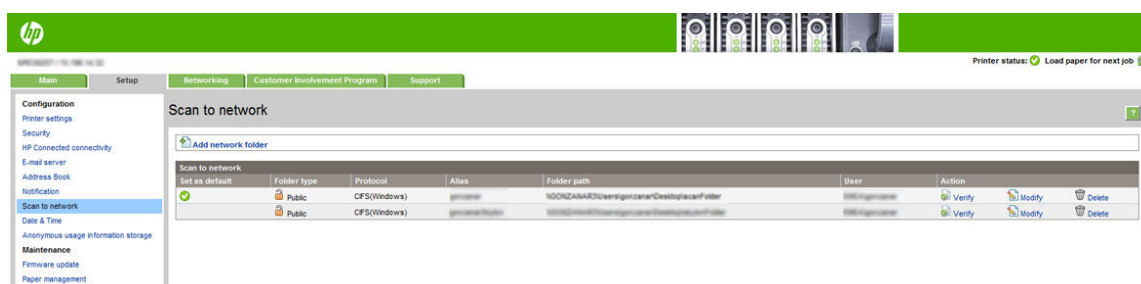 hp
Printer status: Load paper for next job
Main Setup Networking Customer Involvement Program Support
Configuration
Printer settings
Security
HP Connected connectivity
E-mail server
Address Book
Notification
Scan to network
Date & Time
Anonymous usage information storage
Maintenance
Firmware update
Paper management
Scan to network
?
Add network folder
Scan to network
Set as default Folder type Protocol Alias Folder path User Action
Public CIFS(Windows) Verify Modify Delete
Public CIFS(Windows) Verify Modify Delete